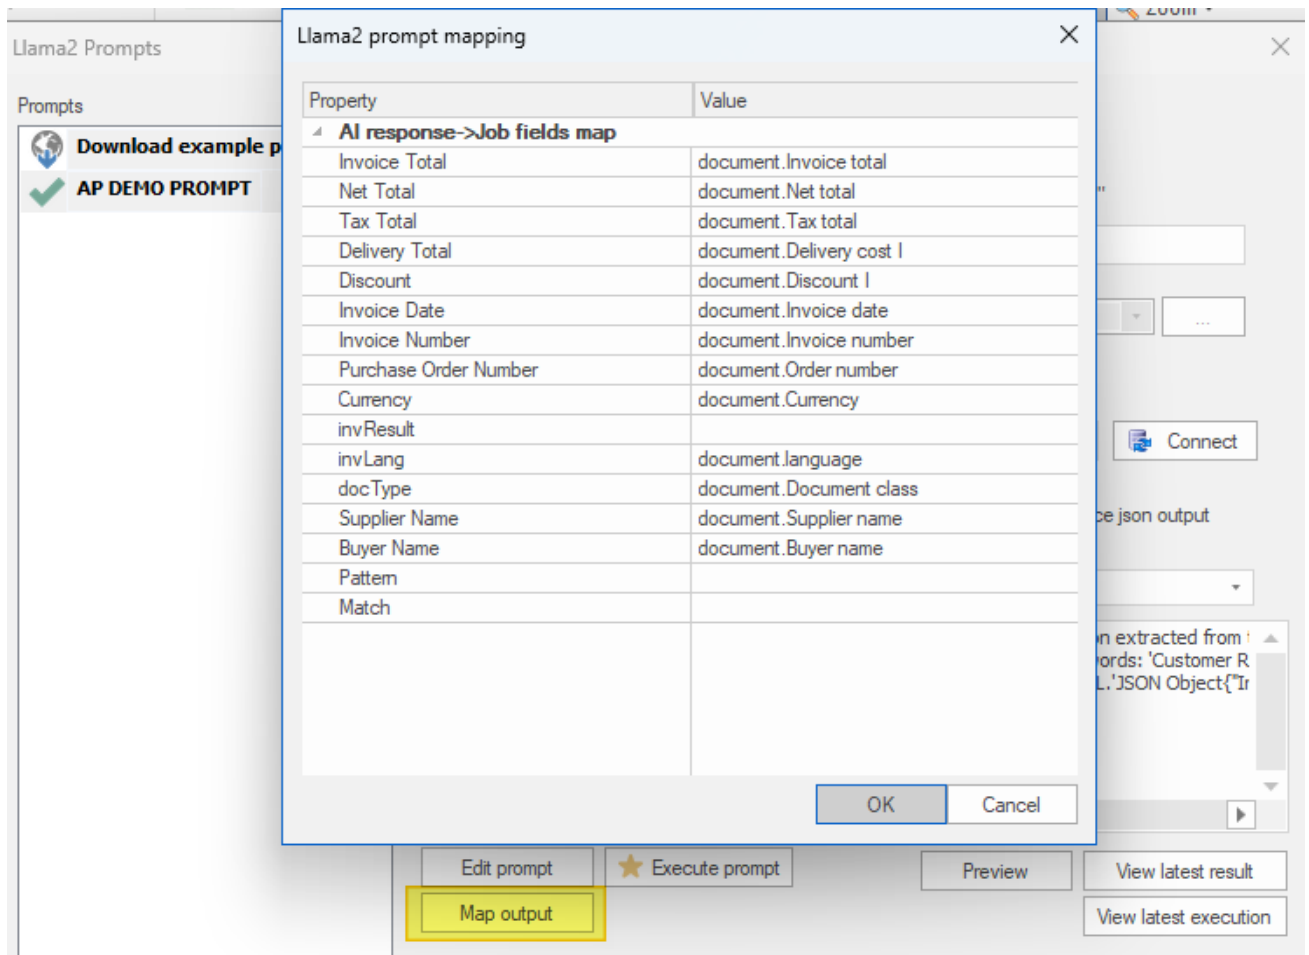 Zoom
Llama2 Prompts
Llama2 prompt mapping
Prompts
Download example p
AP DEMO PROMPT
Property Value
AI response->Job fields map
Invoice Total document.Invoice total
Net Total document.Net total
Tax Total document.Tax total
Delivery Total document.Delivery cost I
Discount document.Discount I
Invoice Date document.Invoice date
Invoice Number document.Invoice number
Purchase Order Number document.Order number
Currency document.Currency
invResult
invLang document.language
docType document.Document class
Supplier Name document.Supplier name
Buyer Name document.Buyer name
Pattern
Match
OK Cancel
"
...
Connect
ce json output
on extracted from
ords: 'Customer R
L.'JSON Object{"Ir
Edit prompt Execute prompt Preview View latest result
Map output View latest execution